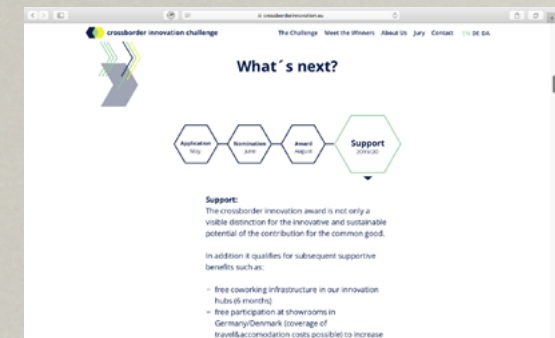 crossborderinnovation.eu
crossborder innovation challenge
The Challenge Meet the Winners About Us Jury Contact EN DE DA
What´s next?
Application
May
Nomination
June
Award
August
Support
2019/20
Support:
The crossborder innovation award is not only a
visible distinction for the innovative and sustainable
potential of the contribution for the common good.
In addition it qualifies for subsequent supportive
benefits such as:
– free coworking infrastructure in our innovation
hubs (6 months)
– free participation at showrooms in
Germany/Denmark (coverage of
travel&accomodation costs possible) to increase